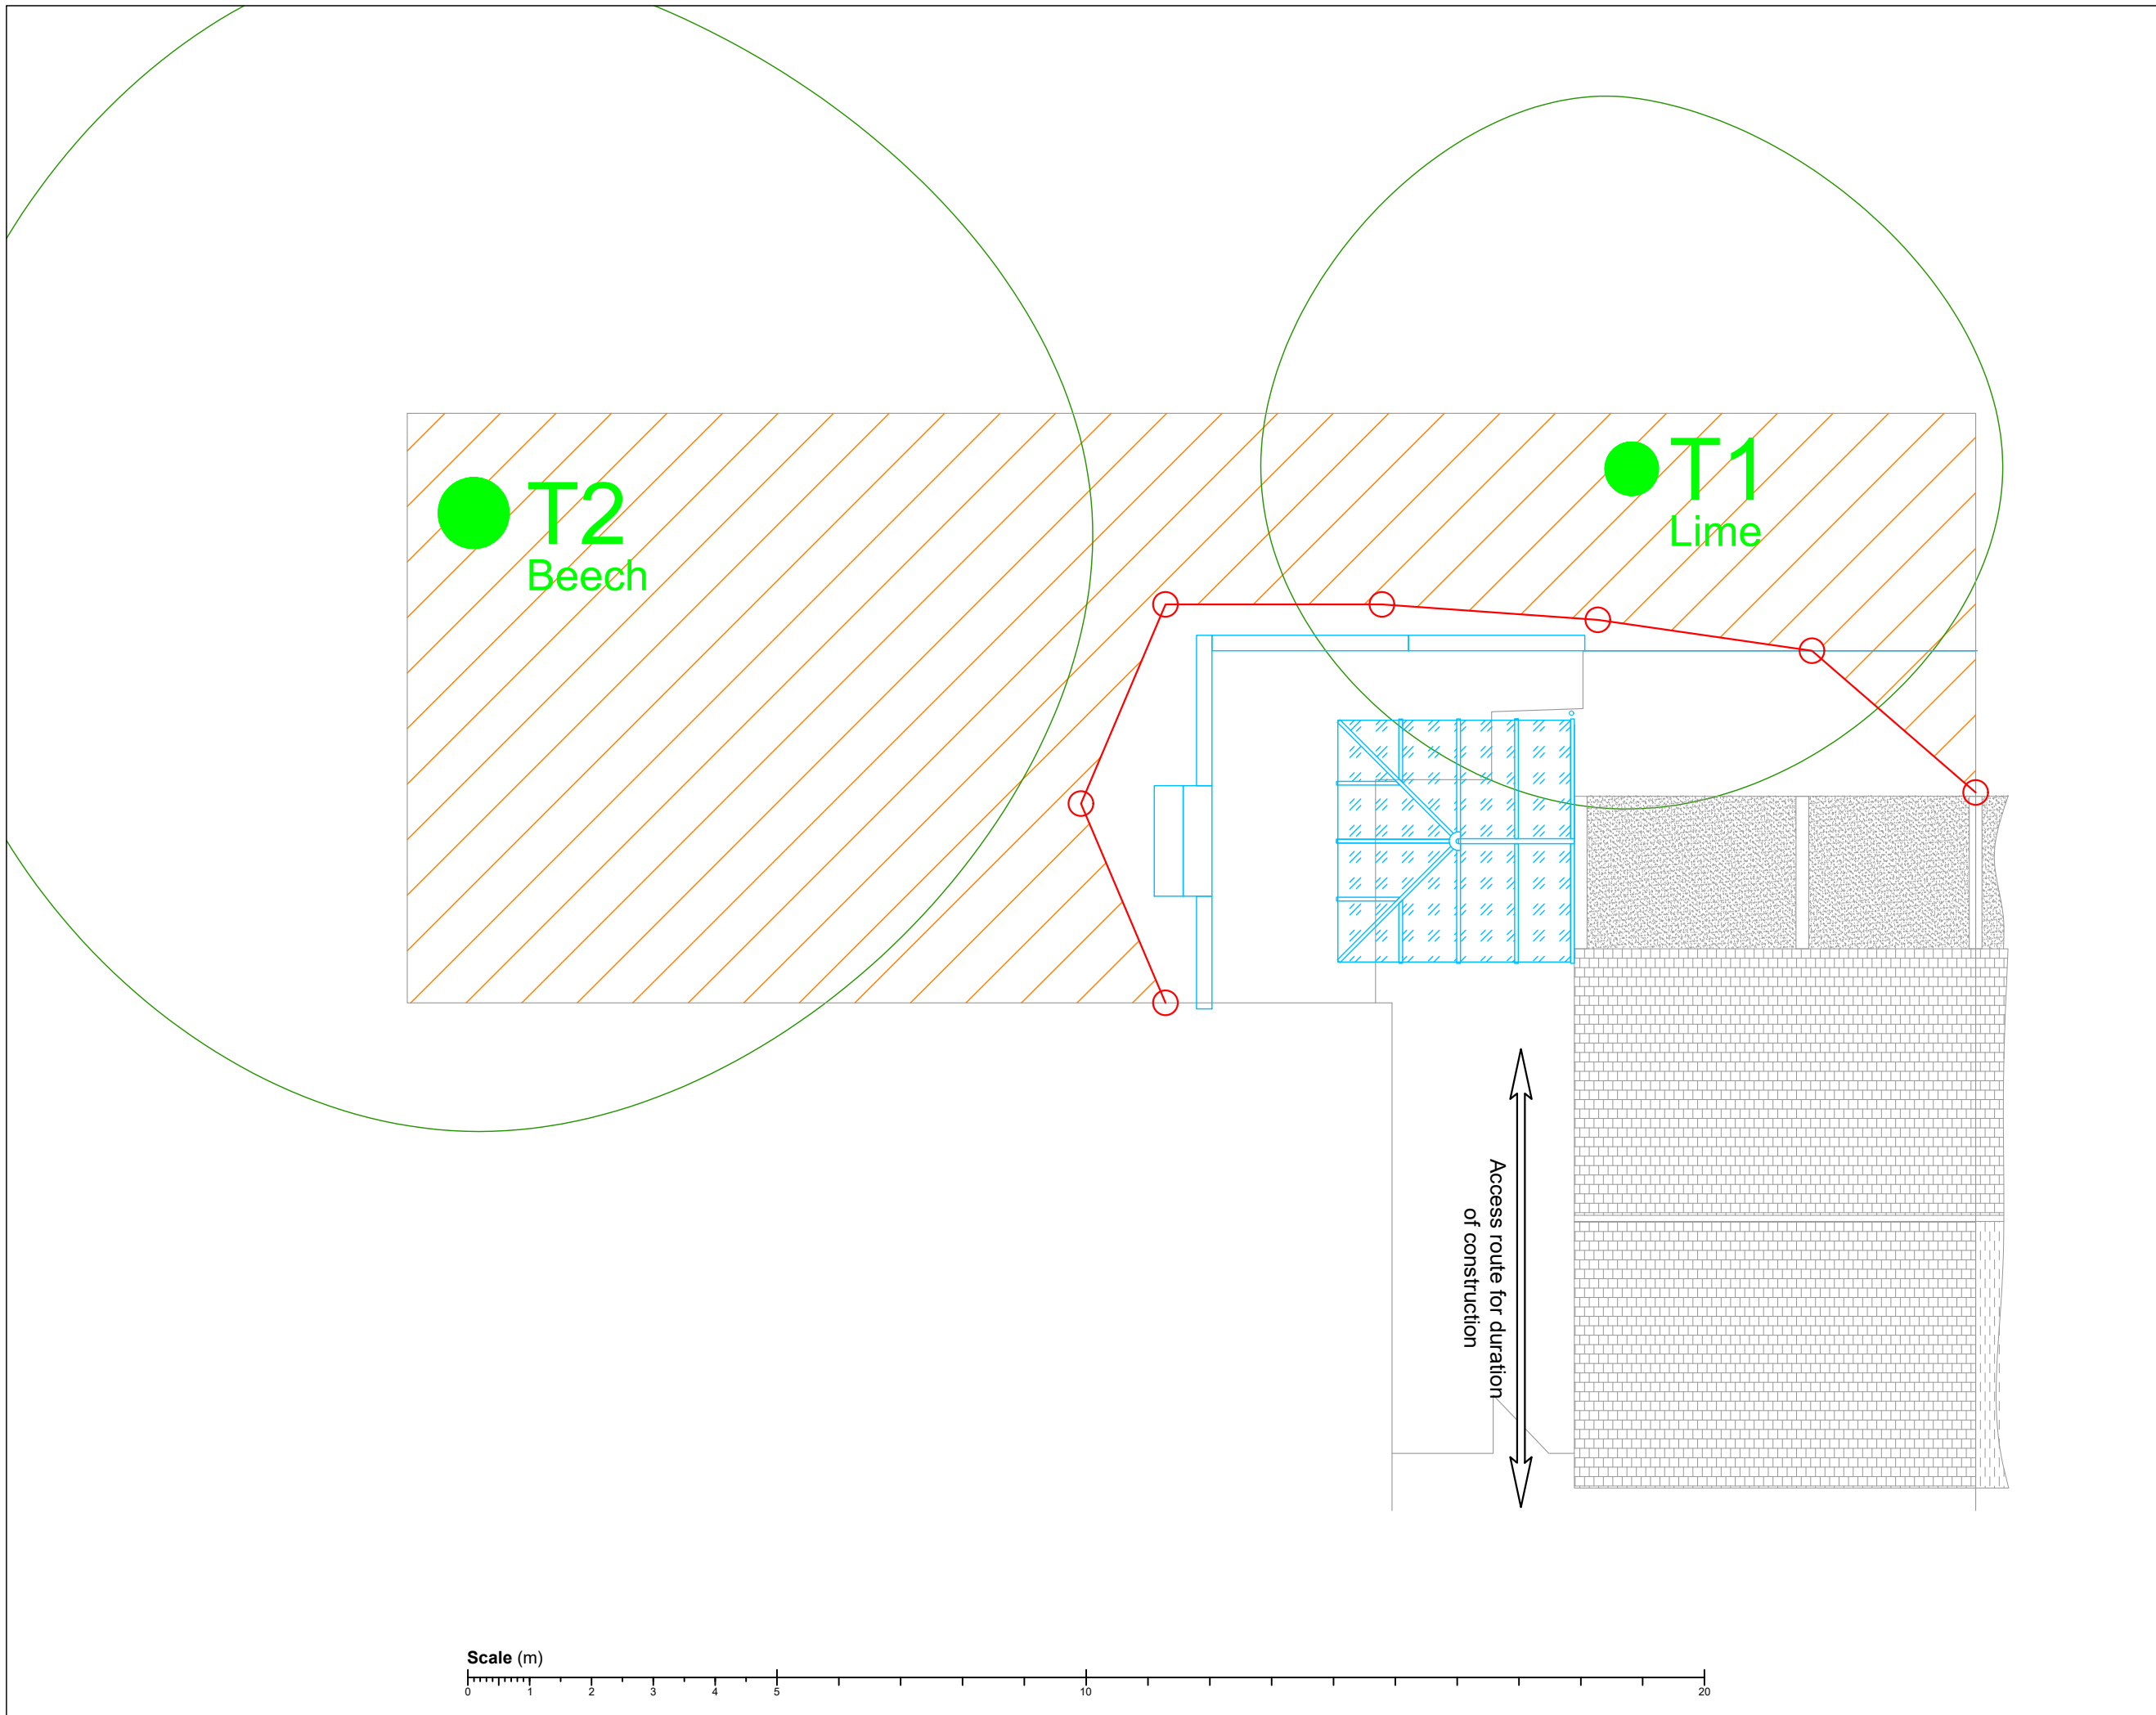 T1
Lime
T2
Beech
Access route for duration
of construction
Scale (m)
0 1 2 3 4 5 10 20